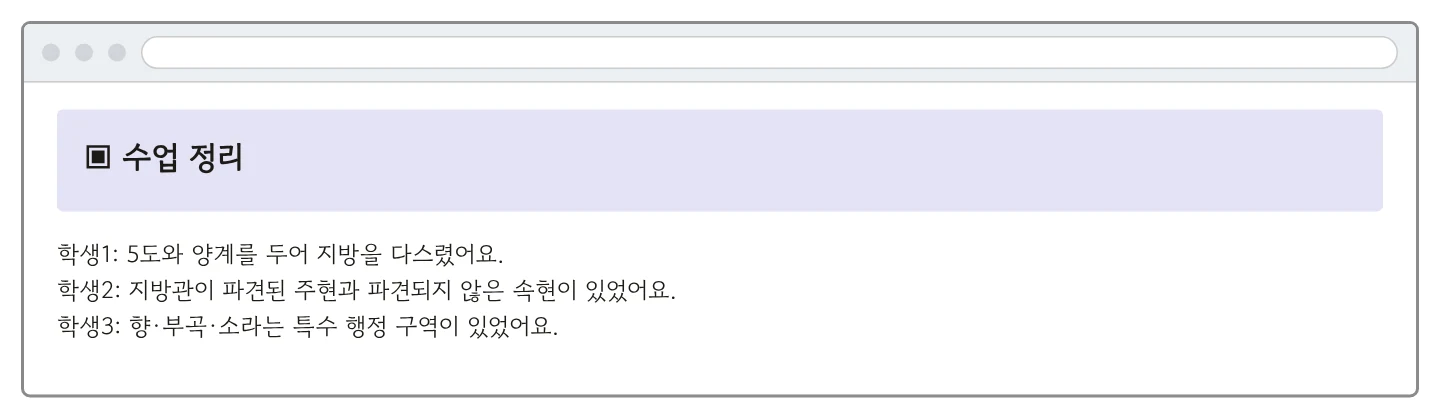 ▣ 수업 정리
학생1: 5도와 양계를 두어 지방을 다스렸어요.
학생2: 지방관이 파견된 주현과 파견되지 않은 속현이 있었어요.
학생3: 향·부곡·소라는 특수 행정 구역이 있었어요.